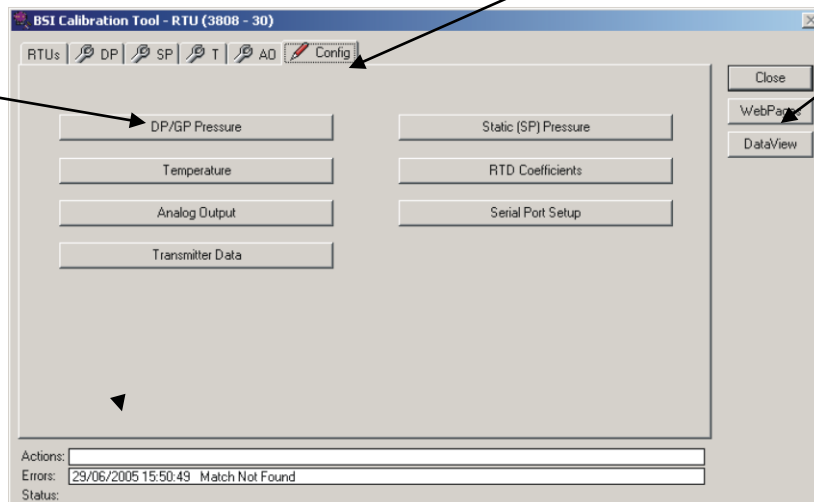 BSI Calibration Tool - RTU (3808 - 30)
RTUs DP SP T AO Config
Close
WebPages
DataView
DP/GP Pressure
Static (SP) Pressure
Temperature
RTD Coefficients
Analog Output
Serial Port Setup
Transmitter Data
Actions:
Errors: 29/06/2005 15:50:49 Match Not Found
Status: